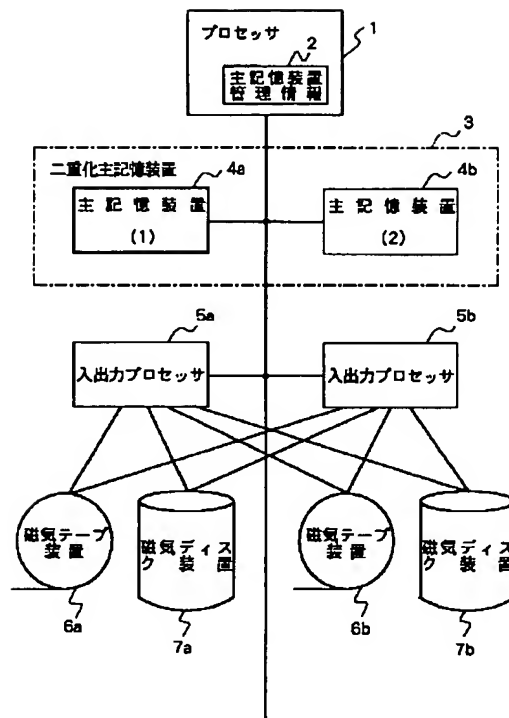 プロセッサ
1
2
主記憶装置
管理情報
3
二重化主記憶装置
4a
4b
主記憶装置
(1)
主記憶装置
(2)
5a
5b
入出力プロセッサ
入出力プロセッサ
磁気テープ
装置
磁気ディス
ク 装置
磁気テープ
装置
磁気ディス
ク 装置
6a
7a
6b
7b